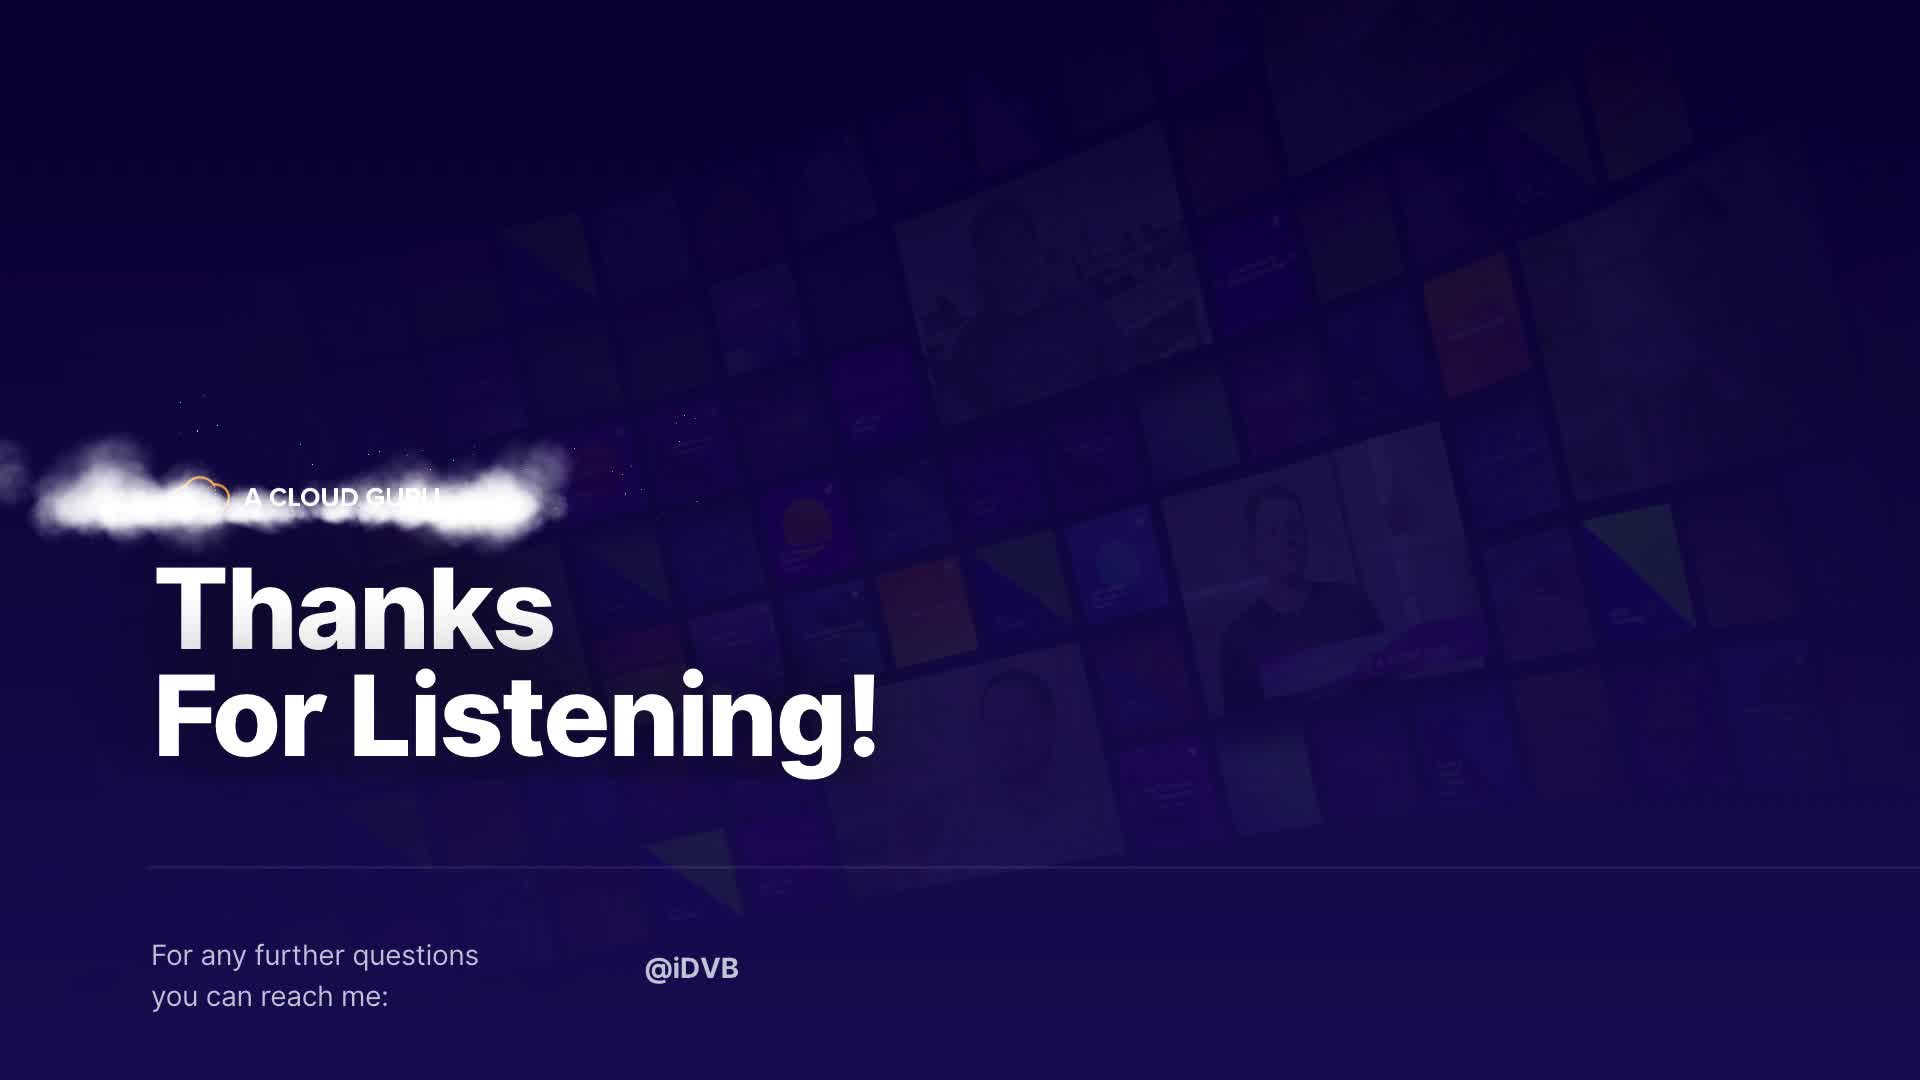 A CLOUD GURU
Thanks
For Listening!
For any further questions
you can reach me:
@iDVB